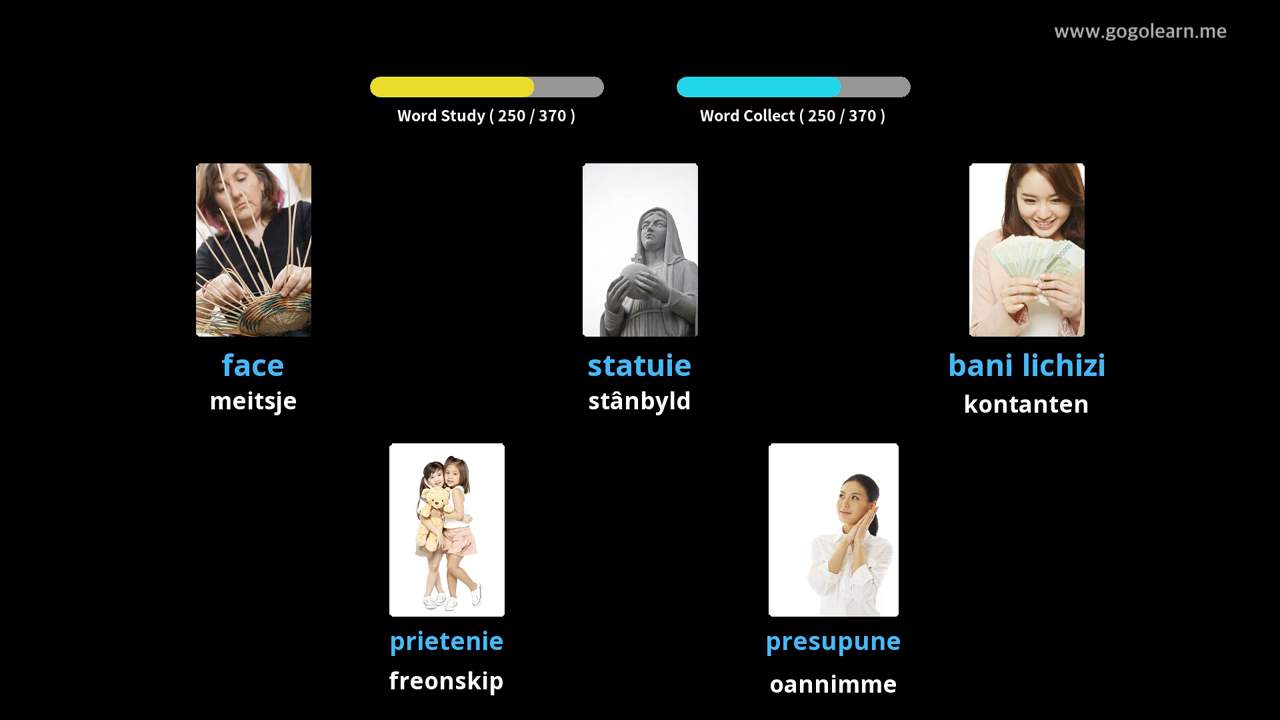 www.gogolearn.me
Word Study ( 250 / 370 )
Word Collect ( 250 / 370 )
face
meitsje
statuie
stânbyld
bani lichizi
kontanten
prietenie
freonskip
presupune
oannimme